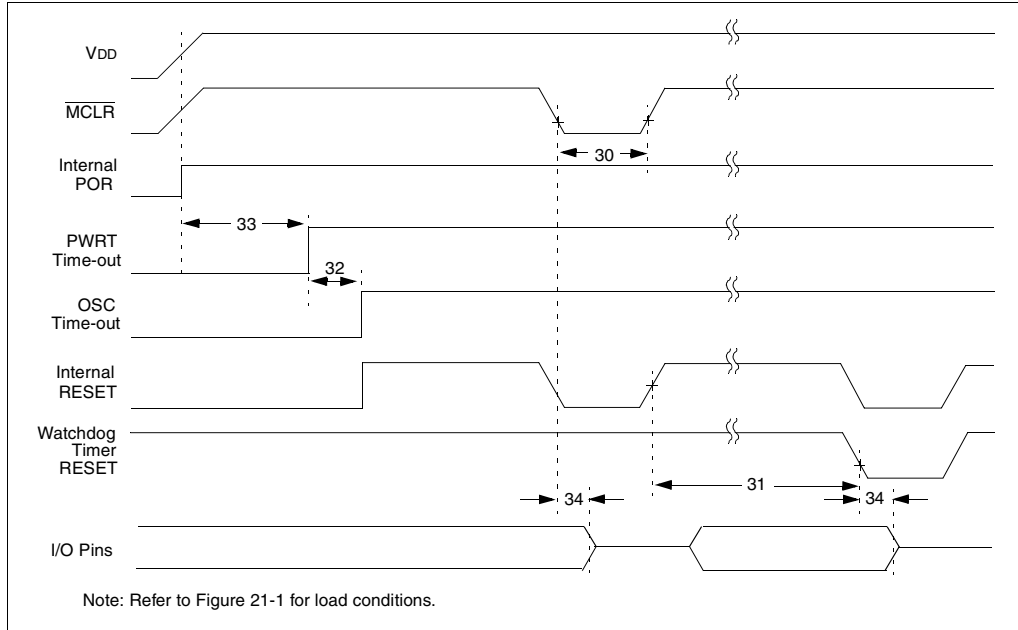 VDD
MCLR
30
Internal
POR
33
PWRT
Time-out
32
OSC
Time-out
Internal
RESET
Watchdog
Timer
RESET
31
34
34
I/O Pins
Note: Refer to Figure 21-1 for load conditions.